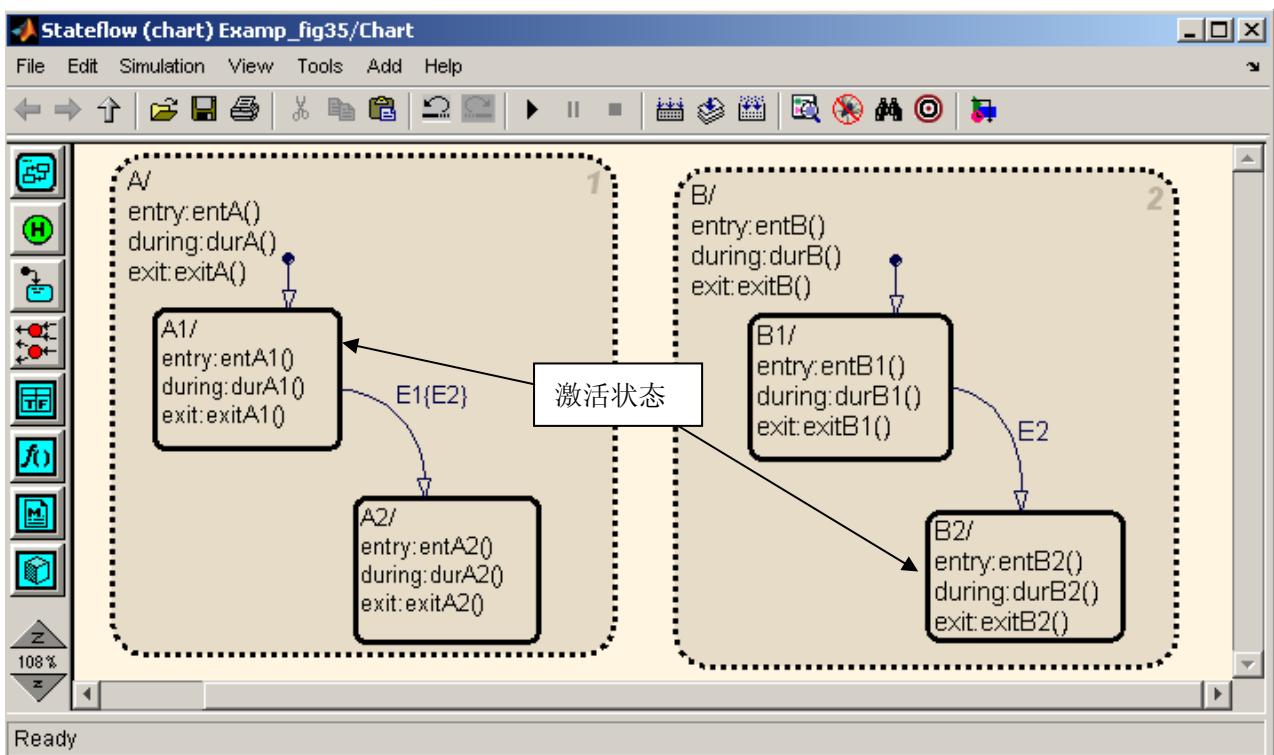 Stateflow (chart) Examp_fig35/Chart
File Edit Simulation View Tools Add Help
A/
entry:entA()
during:durA()
exit:exitA()
1
A1/
entry:entA1()
during:durA1()
exit:exitA1()
E1{E2}
A2/
entry:entA2()
during:durA2()
exit:exitA2()
激活状态
B/
entry:entB()
during:durB()
exit:exitB()
2
B1/
entry:entB1()
during:durB1()
exit:exitB1()
E2
B2/
entry:entB2()
during:durB2()
exit:exitB2()
H
TF
f()
M
Z
108%
z
Ready